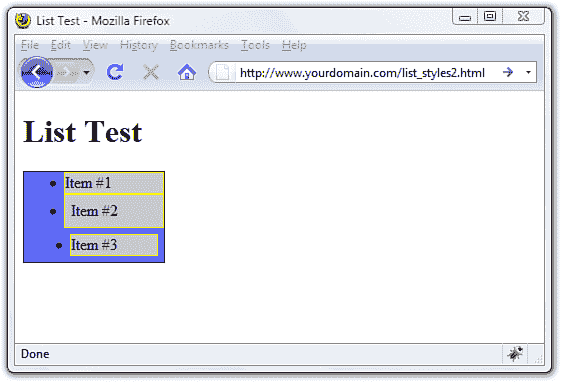 List Test - Mozilla Firefox
File Edit View History Bookmarks Tools Help
http://www.yourdomain.com/list_styles2.html
List Test
Item #1
Item #2
Item #3
Done